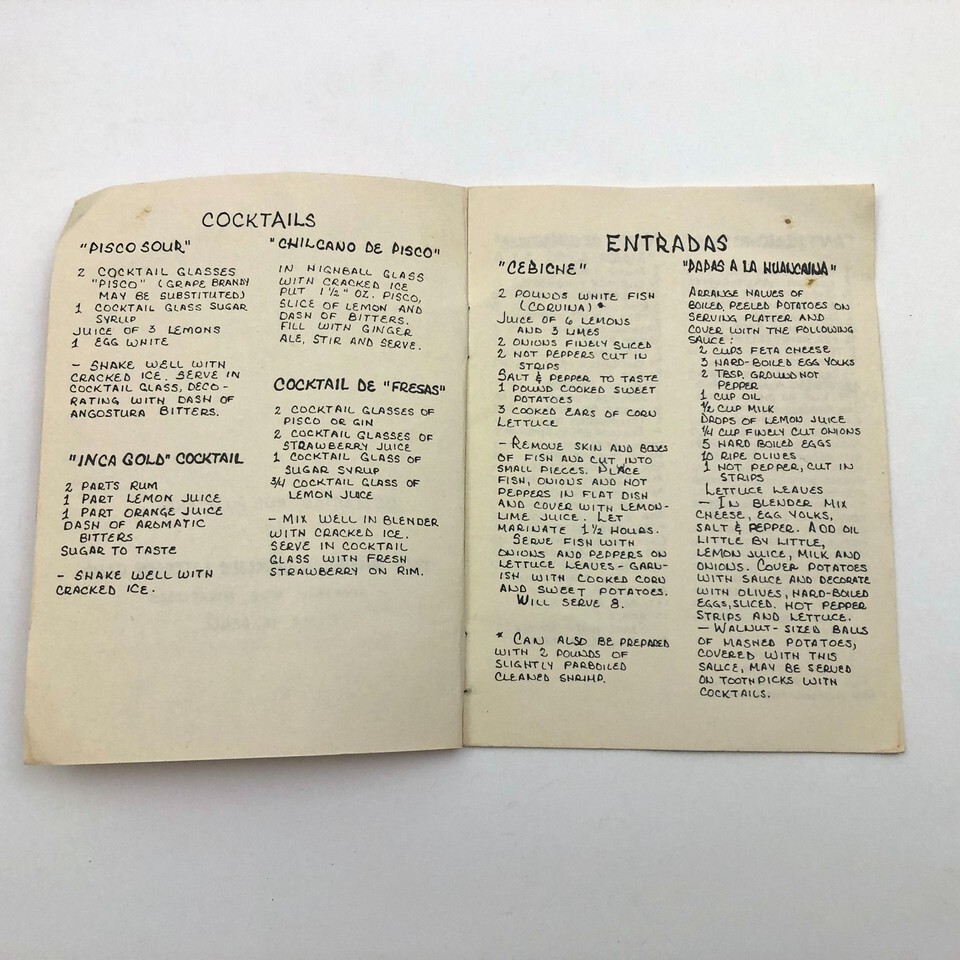 COCKTAILS
"PISCO SOUR"
2 COCKTAIL GLASSES
"PISCO" (GRAPE BRANDY
MAY BE SUBSTITUTED)
1 COCKTAIL GLASS SUGAR
SYRUP
JUICE OF 3 LEMONS
1 EGG WHITE
- SHAKE WELL WITH
CRACKED ICE. SERVE IN
COCKTAIL GLASS, DECO-
RATING WITH DASH OF
ANGOSTURA BITTERS.
"INCA GOLD" COCKTAIL
2 PARTS RUM
1 PART LEMON JUICE
1 PART ORANGE JUICE
DASH OF AROMATIC
BITTERS
SUGAR TO TASTE
- SHAKE WELL WITH
CRACKED ICE.
"CHILCANO DE PISCO"
IN HIGHBALL GLASS
WITH CRACKED ICE
PUT 1 1/2" OZ. PISCO,
SLICE OF LEMON AND
DASH OF BITTERS.
FILL WITH GINGER
ALE, STIR AND SERVE.
COCKTAIL DE "FRESAS"
2 COCKTAIL GLASSES OF
PISCO OR GIN
2 COCKTAIL GLASSES OF
STRAWBERRY JUICE
1 COCKTAIL GLASS OF
SUGAR SYRUP
3/4 COCKTAIL GLASS OF
LEMON JUICE
- MIX WELL IN BLENDER
WITH CRACKED ICE.
SERVE IN COCKTAIL
GLASS WITH FRESH
STRAWBERRY ON RIM.
ENTRADAS
"CEBICHE"
2 POUNDS WHITE FISH
(CORVINA) *
JUICE OF 6 LEMONS
AND 3 LIMES
2 ONIONS FINELY SLICED
2 HOT PEPPERS CUT IN
STRIPS
SALT & PEPPER TO TASTE
1 POUND COOKED SWEET
POTATOES
3 COOKED EARS OF CORN
LETTUCE
- REMOVE SKIN AND BONES
OF FISH AND CUT INTO
SMALL PIECES. PLACE
FISH, ONIONS AND HOT
PEPPERS IN FLAT DISH
AND COVER WITH LEMON-
LIME JUICE. LET
MARINATE 1 1/2 HOURS.
SERVE FISH WITH
ONIONS AND PEPPERS ON
LETTUCE LEAVES - GARN-
ISH WITH COOKED CORN
AND SWEET POTATOES.
WILL SERVE 8.
* CAN ALSO BE PREPARED
WITH 2 POUNDS OF
SLIGHTLY PARBOILED
CLEANED SHRIMP.
"PAPAS A LA HUANCAINA"
ARRANGE HALVES OF
BOILED, PEELED POTATOES ON
SERVING PLATTER AND
COVER WITH THE FOLLOWING
SAUCE :
2 CUPS FETA CHEESE
3 HARD-BOILED EGG YOLKS
2 TBSP. GROUND HOT
PEPPER
1 CUP OIL
1/2 CUP MILK
DROPS OF LEMON JUICE
1/4 CUP FINELY CUT ONIONS
5 HARD BOILED EGGS
10 RIPE OLIVES
1 HOT PEPPER, CUT IN
STRIPS
LETTUCE LEAVES
- IN BLENDER MIX
CHEESE, EGG YOLKS,
SALT & PEPPER. ADD OIL
LITTLE BY LITTLE,
LEMON JUICE, MILK AND
ONIONS. COVER POTATOES
WITH SAUCE AND DECORATE
WITH OLIVES, HARD-BOILED
EGGS, SLICED. HOT PEPPER
STRIPS AND LETTUCE.
- WALNUT-SIZED BALLS
OF MASHED POTATOES,
COVERED WITH THIS
SAUCE, MAY BE SERVED
ON TOOTHPICKS WITH
COCKTAILS.